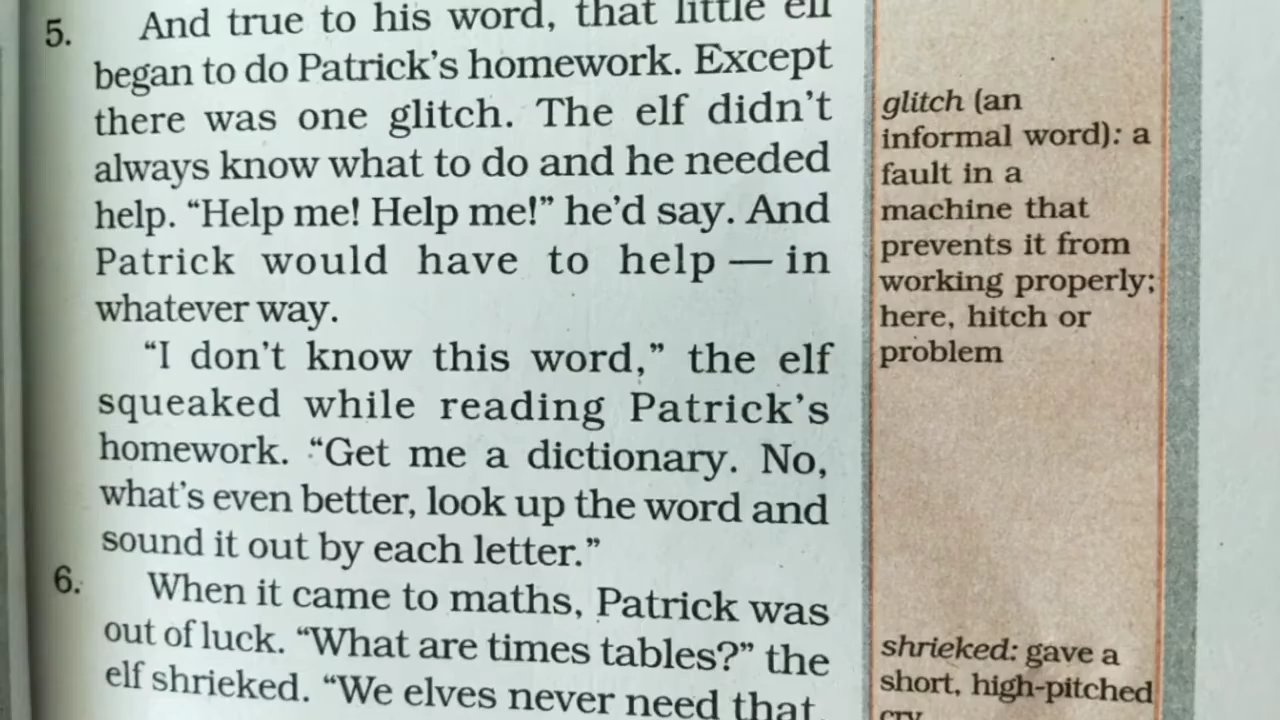 5. And true to his word, that little elf
began to do Patrick's homework. Except
there was one glitch. The elf didn't
always know what to do and he needed
help. “Help me! Help me!” he'd say. And
Patrick would have to help — in
whatever way.
“I don't know this word,” the elf
squeaked while reading Patrick's
homework. “Get me a dictionary. No,
what's even better, look up the word and
sound it out by each letter.”
6. When it came to maths, Patrick was
out of luck. “What are times tables?” the
elf shrieked. “We elves never need that.
glitch (an
informal word): a
fault in a
machine that
prevents it from
working properly;
here, hitch or
problem
shrieked: gave a
short, high-pitched
cry